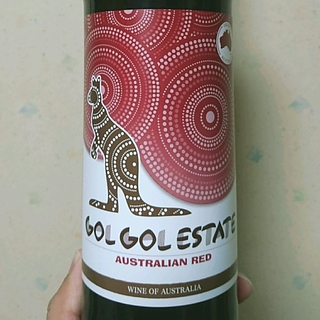 GOL GOL ESTATE
AUSTRALIAN RED
WINE OF AUSTRALIA